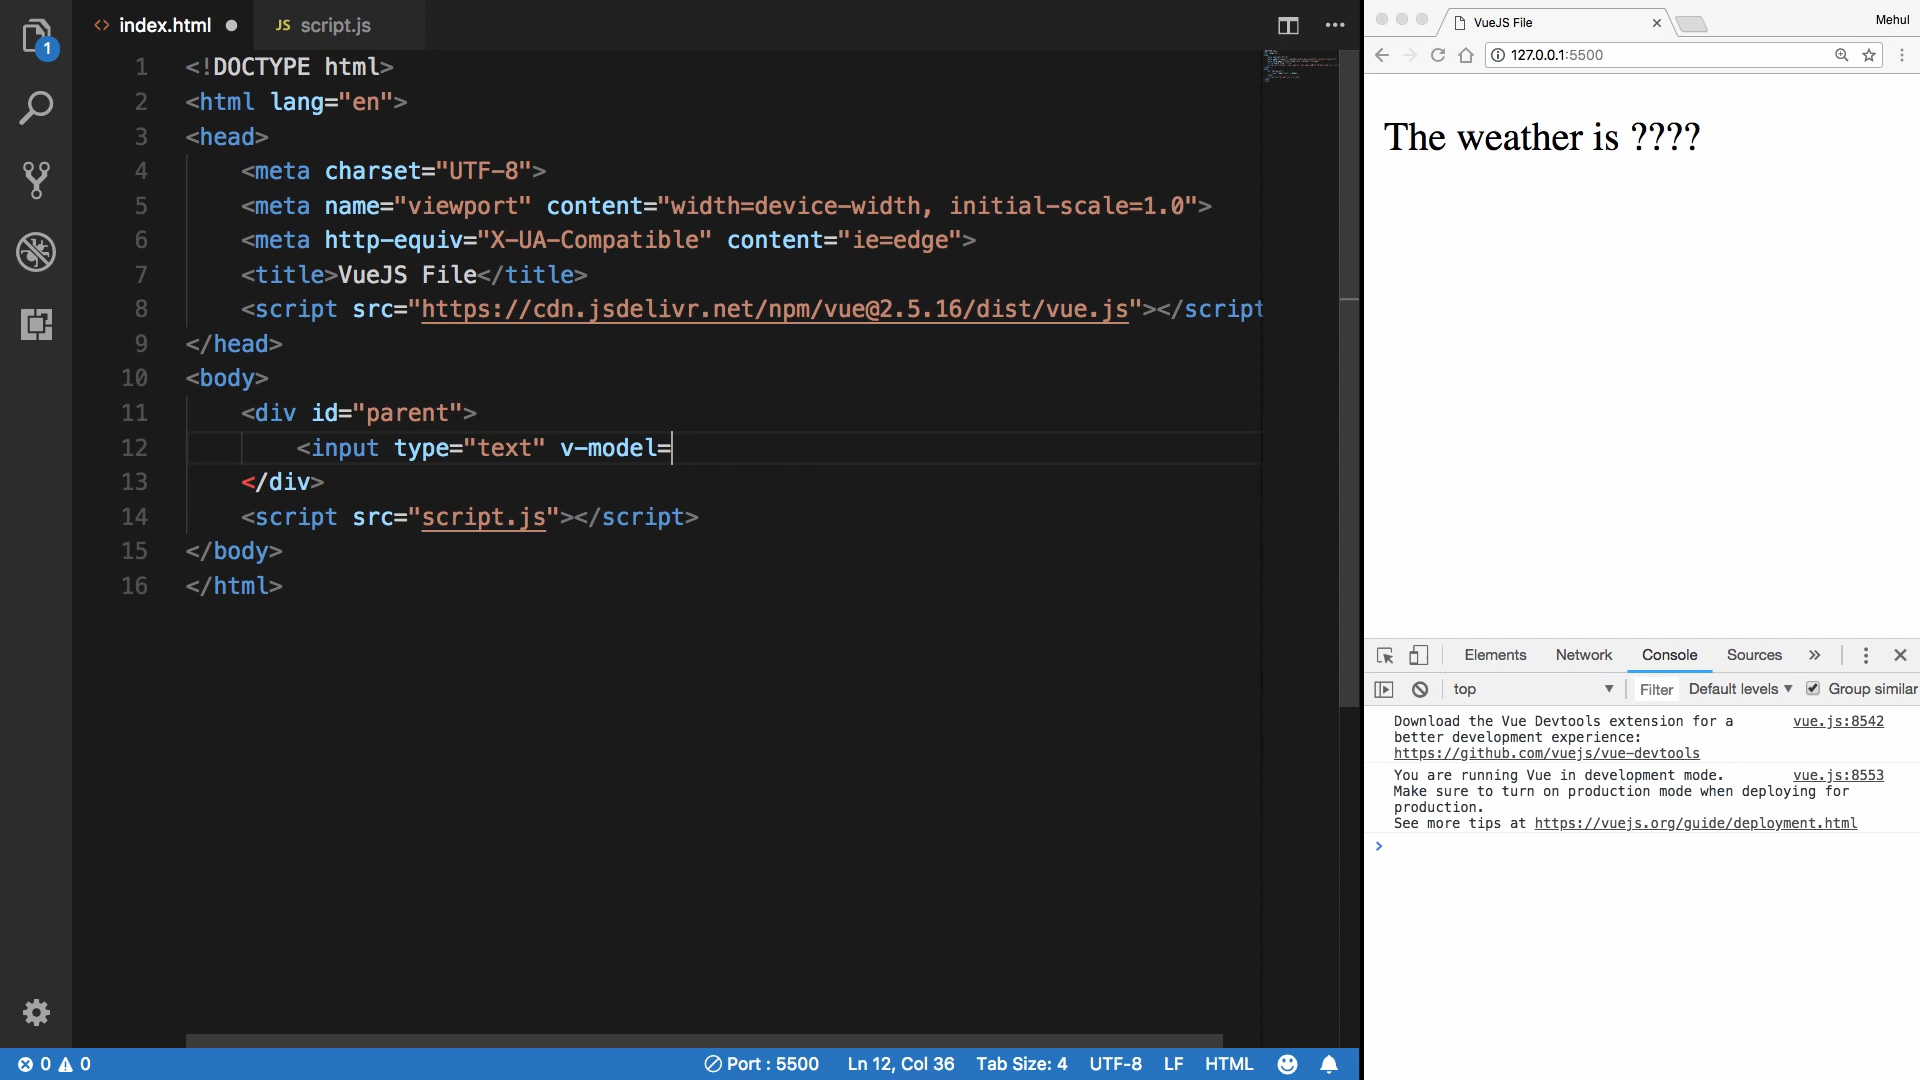 1
index.html
JS script.js
1 <!DOCTYPE html>
2 <html lang="en">
3 <head>
4 <meta charset="UTF-8">
5 <meta name="viewport" content="width=device-width, initial-scale=1.0">
6 <meta http-equiv="X-UA-Compatible" content="ie=edge">
7 <title>VueJS File</title>
8 <script src="https://cdn.jsdelivr.net/npm/vue@2.5.16/dist/vue.js"></script
9 </head>
10 <body>
11 <div id="parent">
12 <input type="text" v-model=
13 </div>
14 <script src="script.js"></script>
15 </body>
16 </html>
0 0
Port : 5500 Ln 12, Col 36 Tab Size: 4 UTF-8 LF HTML
VueJS File
Mehul
127.0.0.1:5500
The weather is ????
Elements Network Console Sources »
top Filter Default levels Group similar
Download the Vue Devtools extension for a vue.js:8542
better development experience:
https://github.com/vuejs/vue-devtools
You are running Vue in development mode. vue.js:8553
Make sure to turn on production mode when deploying for
production.
See more tips at https://vuejs.org/guide/deployment.html